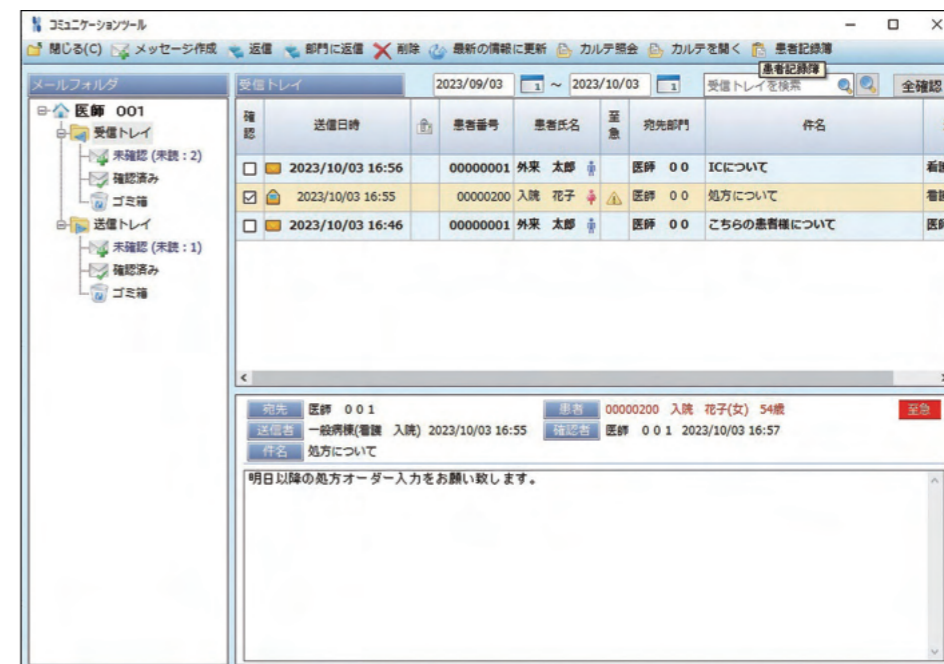 コミュニケーションツール
閉じる(C) メッセージ作成 返信 部門に返信 削除 最新の情報に更新 カルテ照会 カルテを開く 患者記録簿
患者記録簿
メールフォルダ
受信トレイ 2023/09/03 1 ～ 2023/10/03 1 受信トレイを検索 全確認
医師 001
受信トレイ
未確認 (未読：2)
確認済み
ゴミ箱
送信トレイ
未確認 (未読：1)
確認済み
ゴミ箱
確認 送信日時 患者番号 患者氏名 至急 宛先部門 件名
2023/10/03 16:56 00000001 外来 太郎 医師 00 ICについて
2023/10/03 16:55 00000200 入院 花子 医師 00 処方について
2023/10/03 16:46 00000001 外来 太郎 医師 00 こちらの患者様について 医師
宛先 医師 001 患者 00000200 入院 花子(女) 54歳 至急
送信者 一般病棟(看護 入院) 2023/10/03 16:55 確認者 医師 001 2023/10/03 16:57
件名 処方について
明日以降の処方オーダー入力をお願い致します。